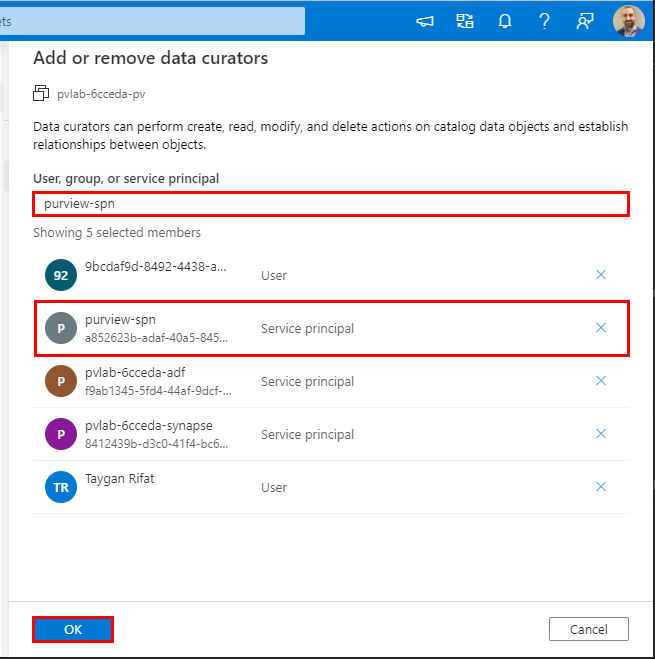 ets
Add or remove data curators
pvlab-6cceda-pv
Data curators can perform create, read, modify, and delete actions on catalog data objects and establish
relationships between objects.
User, group, or service principal
purview-spn
Showing 5 selected members
92
9bcdaf9d-8492-4438-a...
User
P
purview-spn
a852623b-adaf-40a5-845...
Service principal
P
pvlab-6cceda-adf
f9ab1345-5fd4-44af-9dcf-...
Service principal
P
pvlab-6cceda-synapse
8412439b-d3c0-41f4-bc6...
Service principal
TR
Taygan Rifat
User
OK
Cancel